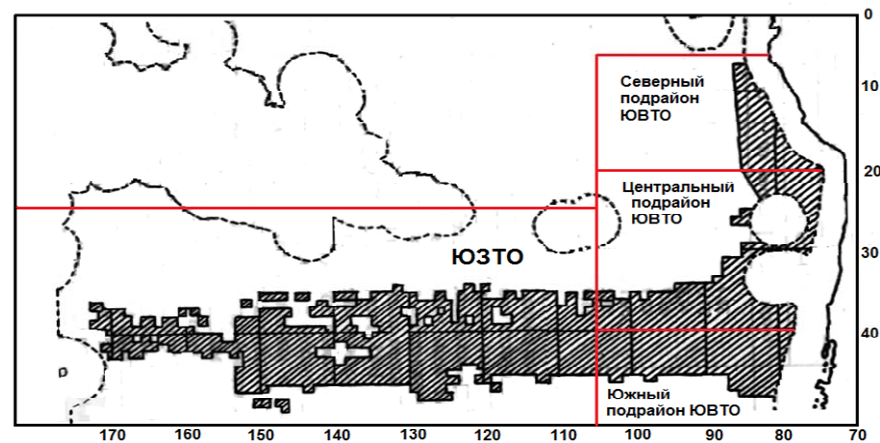 0
Северный
подрайон
ЮВТО
10
20
Центральный
подрайон
ЮВТО
30
ЮЗТО
40
Южный
подрайон ЮВТО
170 160 150 140 130 120 110 100 90 80 70